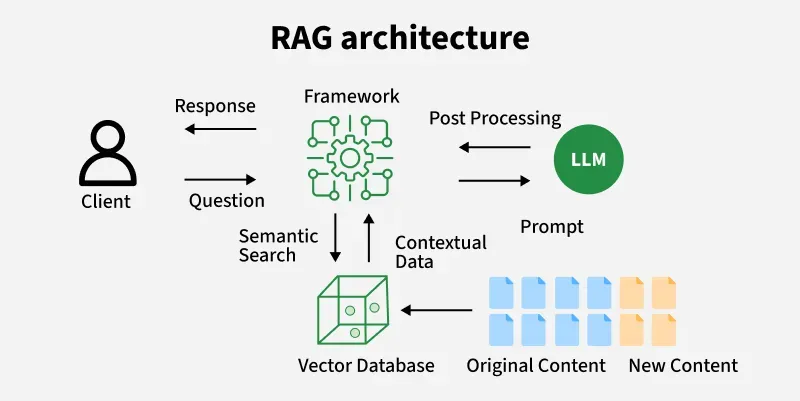 RAG architecture
Response
Framework
Post Processing
LLM
Client
Question
Prompt
Semantic
Search
Contextual
Data
Vector Database
Original Content
New Content